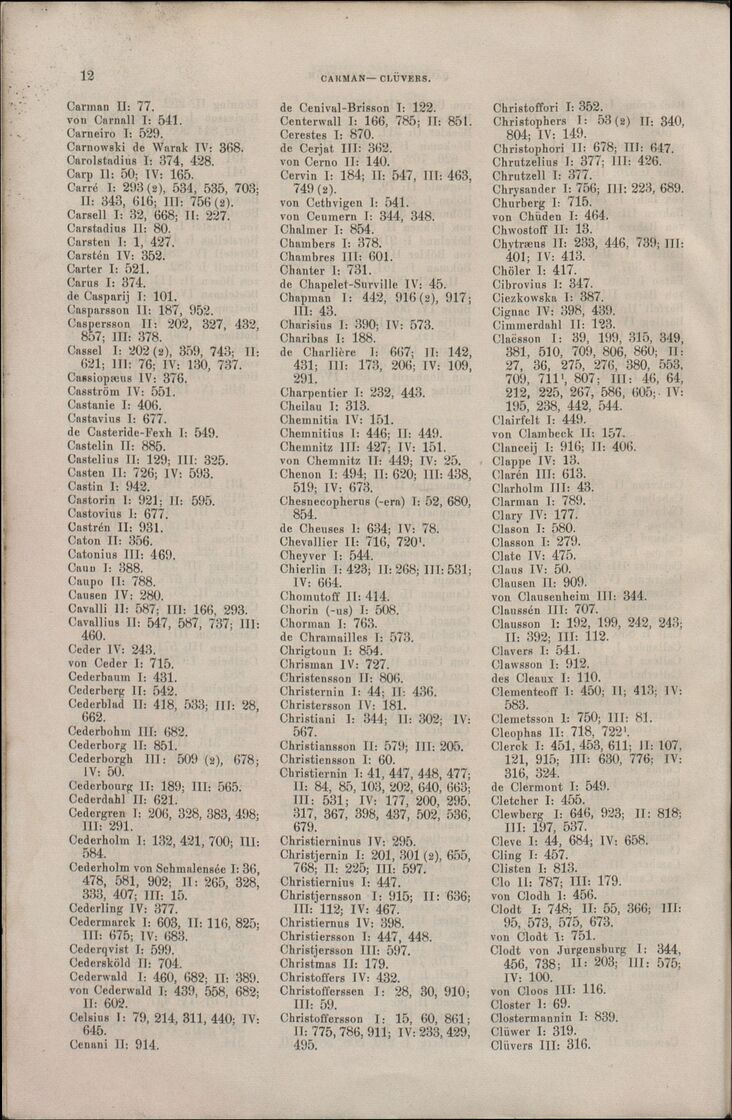 12
CARMAN—CLÜVERS.
Carman II: 77.
von Carnall I: 541.
Carneiro I: 529.
Carnowski de Warak IV: 368.
Carolstadius I: 374, 428.
Carp II: 50; IV: 165.
Carré I: 293 (2), 534, 535, 703;
II: 343, 616; III: 756 (2).
Carsell I: 32, 668; II: 227.
Carstadius II: 80.
Carsten I: 1, 427.
Carstén IV: 352.
Carter I: 521.
Carus I: 374.
de Casparij I: 101.
Casparsson II: 187, 952.
Caspersson II: 202, 327, 432,
857; III: 378.
Cassel I: 202 (2), 359, 743; II:
621; III: 76; IV: 130, 737.
Cassiopæus IV: 376.
Casström IV: 551.
Castanie I: 406.
Castavius I: 677.
de Casteride-Fexh I: 549.
Castelin II: 885.
Castelius II: 129; III: 325.
Casten II: 726; IV: 593.
Castin I: 942.
Castorin I: 921; II: 595.
Castovius I: 677.
Castrén II: 931.
Caton II: 356.
Catonius III: 469.
Caun I: 388.
Caupo II: 788.
Causen IV: 280.
Cavalli II: 587; III: 166, 293.
Cavallius II: 547, 587, 737; III:
460.
Ceder IV: 243.
von Ceder I: 715.
Cederbaum I: 431.
Cederberg II: 542.
Cederblad II: 418, 533; III: 28,
662.
Cederbohm III: 682.
Cederborg II: 851.
Cederborgh III: 509 (2), 678;
IV: 50.
Cederbourg II: 189; III: 565.
Cederdahl II: 621.
Cedergren I: 206, 328, 383, 498;
III: 291.
Cederholm I: 132, 421, 700; III:
584.
Cederholm von Schmalensée I: 36,
478, 581, 902; II: 265, 328,
333, 407; III: 15.
Cederling IV: 377.
Cedermarck I: 603, II: 116, 825;
III: 675; IV: 683.
Cederqvist I: 599.
Cedersköld II: 704.
Cederwald I: 460, 682; II: 389.
von Cederwald I: 439, 558, 682;
II: 602.
Celsius I: 79, 214, 311, 440; IV:
645.
Cenani II: 914.
de Cenival-Brisson I: 122.
Centerwall I: 166, 785; II: 851.
Cerestes I: 870.
de Cerjat III: 362.
von Cerno II: 140.
Cervin I: 184; II: 547, III: 463,
749 (2).
von Cethvigen I: 541.
von Ceumern I: 344, 348.
Chalmer I: 854.
Chambers I: 378.
Chambres III: 601.
Chanter I: 731.
de Chapelet-Surville IV: 45.
Chapman I: 442, 916 (2), 917;
III: 43.
Charisius I: 390; IV: 573.
Charibas I: 188.
de Charlière I: 667; II: 142,
431; III: 173, 206; IV: 109,
291.
Charpentier I: 232, 443.
Cheilau I: 313.
Chemnitia IV: 151.
Chemnitius I: 446; II: 449.
Chemnitz III: 427; IV: 151.
von Chemnitz II: 449; IV: 25.
Chenon I: 494; II: 620; III: 438,
519; IV: 673.
Chesnecopherus (-era) I: 52, 680,
854.
de Cheuses I: 634; IV: 78.
Chevallier II: 716, 720¹.
Cheyver I: 544.
Chierlin I: 423; II: 268; III: 531;
IV: 664.
Chomutoff II: 414.
Chorin (-us) I: 508.
Chorman I: 763.
de Chramailles I: 573.
Chrigtoun I: 854.
Chrisman IV: 727.
Christensson II: 806.
Christernin I: 44; II: 436.
Christersson IV: 181.
Christiani I: 344; II: 302; IV:
567.
Christiansson II: 579; III: 205.
Christiensson I: 60.
Christiernin I: 41, 447, 448, 477;
II: 84, 85, 103, 202, 640, 663;
III: 531; IV: 177, 200, 295,
317, 367, 398, 437, 502, 536,
679.
Christierninus IV: 295.
Christjernin I: 201, 301 (2), 655,
768; II: 225; III: 597.
Christiernius I: 447.
Christjernsson I: 915; II: 636;
III: 112; IV: 467.
Christiernus IV: 398.
Christiersson I: 447, 448.
Christjersson III: 597.
Christmas II: 179.
Christoffers IV: 432.
Christofferssen I: 28, 30, 910;
III: 59.
Christoffersson I: 15, 60, 861;
II: 775, 786, 911; IV: 233, 429,
495.
Christoffori I: 352.
Christophers I: 53 (2) II: 340,
804; IV: 149.
Christophori II: 678; III: 647.
Chrutzelius I: 377; III: 426.
Chrutzell I: 377.
Chrysander I: 756; III: 223, 689.
Churberg I: 715.
von Chüden I: 464.
Chwostoff II: 13.
Chytræus II: 233, 446, 739; III:
401; IV: 413.
Chöler I: 417.
Cibrovius I: 347.
Ciezkowska I: 387.
Cignac IV: 398, 439.
Cimmerdahl II: 123.
Claësson I: 39, 199, 315, 349,
381, 510, 709, 806, 860; II:
27, 36, 275, 276, 380, 553,
709, 711¹, 807; III: 46, 64,
212, 225, 267, 586, 605; IV:
195, 238, 442, 544.
Clairfelt I: 449.
von Clambeck II: 157.
Clanceij I: 916; II: 406.
Clappe IV: 13.
Clarén III: 613.
Clarholm III: 43.
Clarman I: 789.
Clary IV: 177.
Clason I: 580.
Classon I: 279.
Clate IV: 475.
Claus IV: 50.
Clausen II: 909.
von Clausenheim III: 344.
Claussén III: 707.
Clausson I: 192, 199, 242, 243;
II: 392; III: 112.
Clavers I: 541.
Clawsson I: 912.
des Cleaux I: 110.
Clementeoff I: 450; II; 413; IV:
583.
Clemetsson I: 750; III: 81.
Cleophas II: 718, 722¹.
Clerck I: 451, 453, 611; II: 107,
121, 915; III: 630, 776; IV:
316, 324.
de Clermont I: 549.
Cletcher I: 455.
Clewberg I: 646, 923; II: 818;
III: 197, 537.
Cleve I: 44, 684; IV: 658.
Cling I: 457.
Clisten I: 813.
Clo II: 787; III: 179.
von Clodh I: 456.
Clodt I: 748; II: 55, 366; III:
95, 573, 575, 673.
von Clodt I: 751.
Clodt von Jurgensburg I: 344,
456, 738; II: 203; III: 575;
IV: 100.
von Cloos III: 116.
Closter I: 69.
Clostermannin I: 839.
Clüwer I: 319.
Clüvers III: 316.